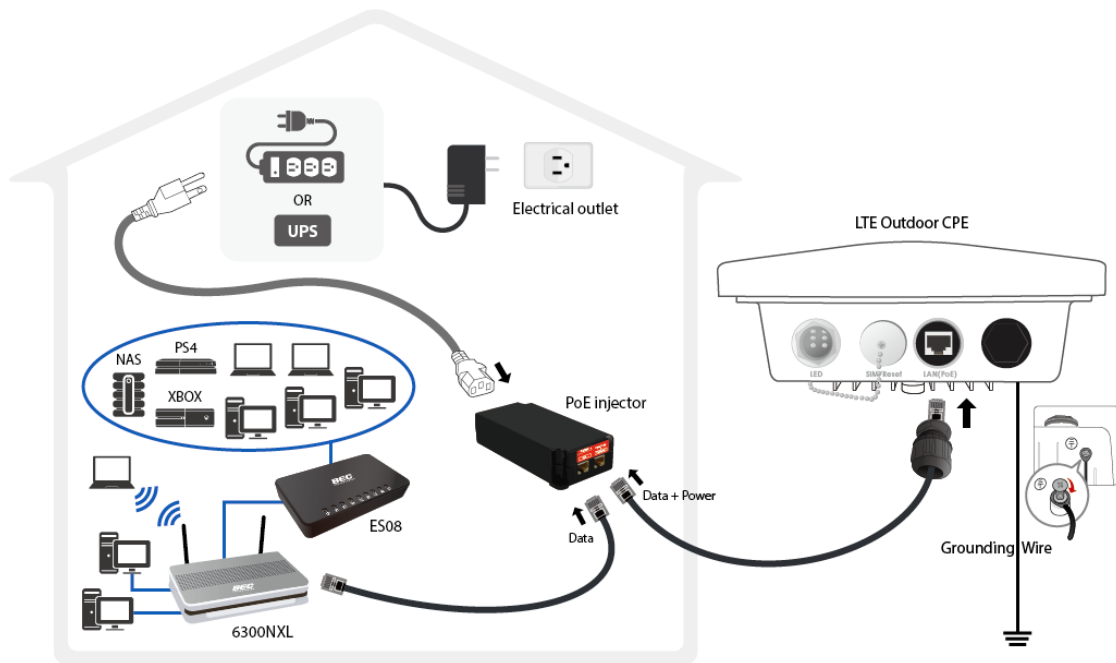 OR
UPS
Electrical outlet
LTE Outdoor CPE
LED
SIM/Reset
LAN(PoE)
NAS
PS4
XBOX
PoE injector
BEC
ES08
Data + Power
Data
Grounding Wire
BEC
6300NXL